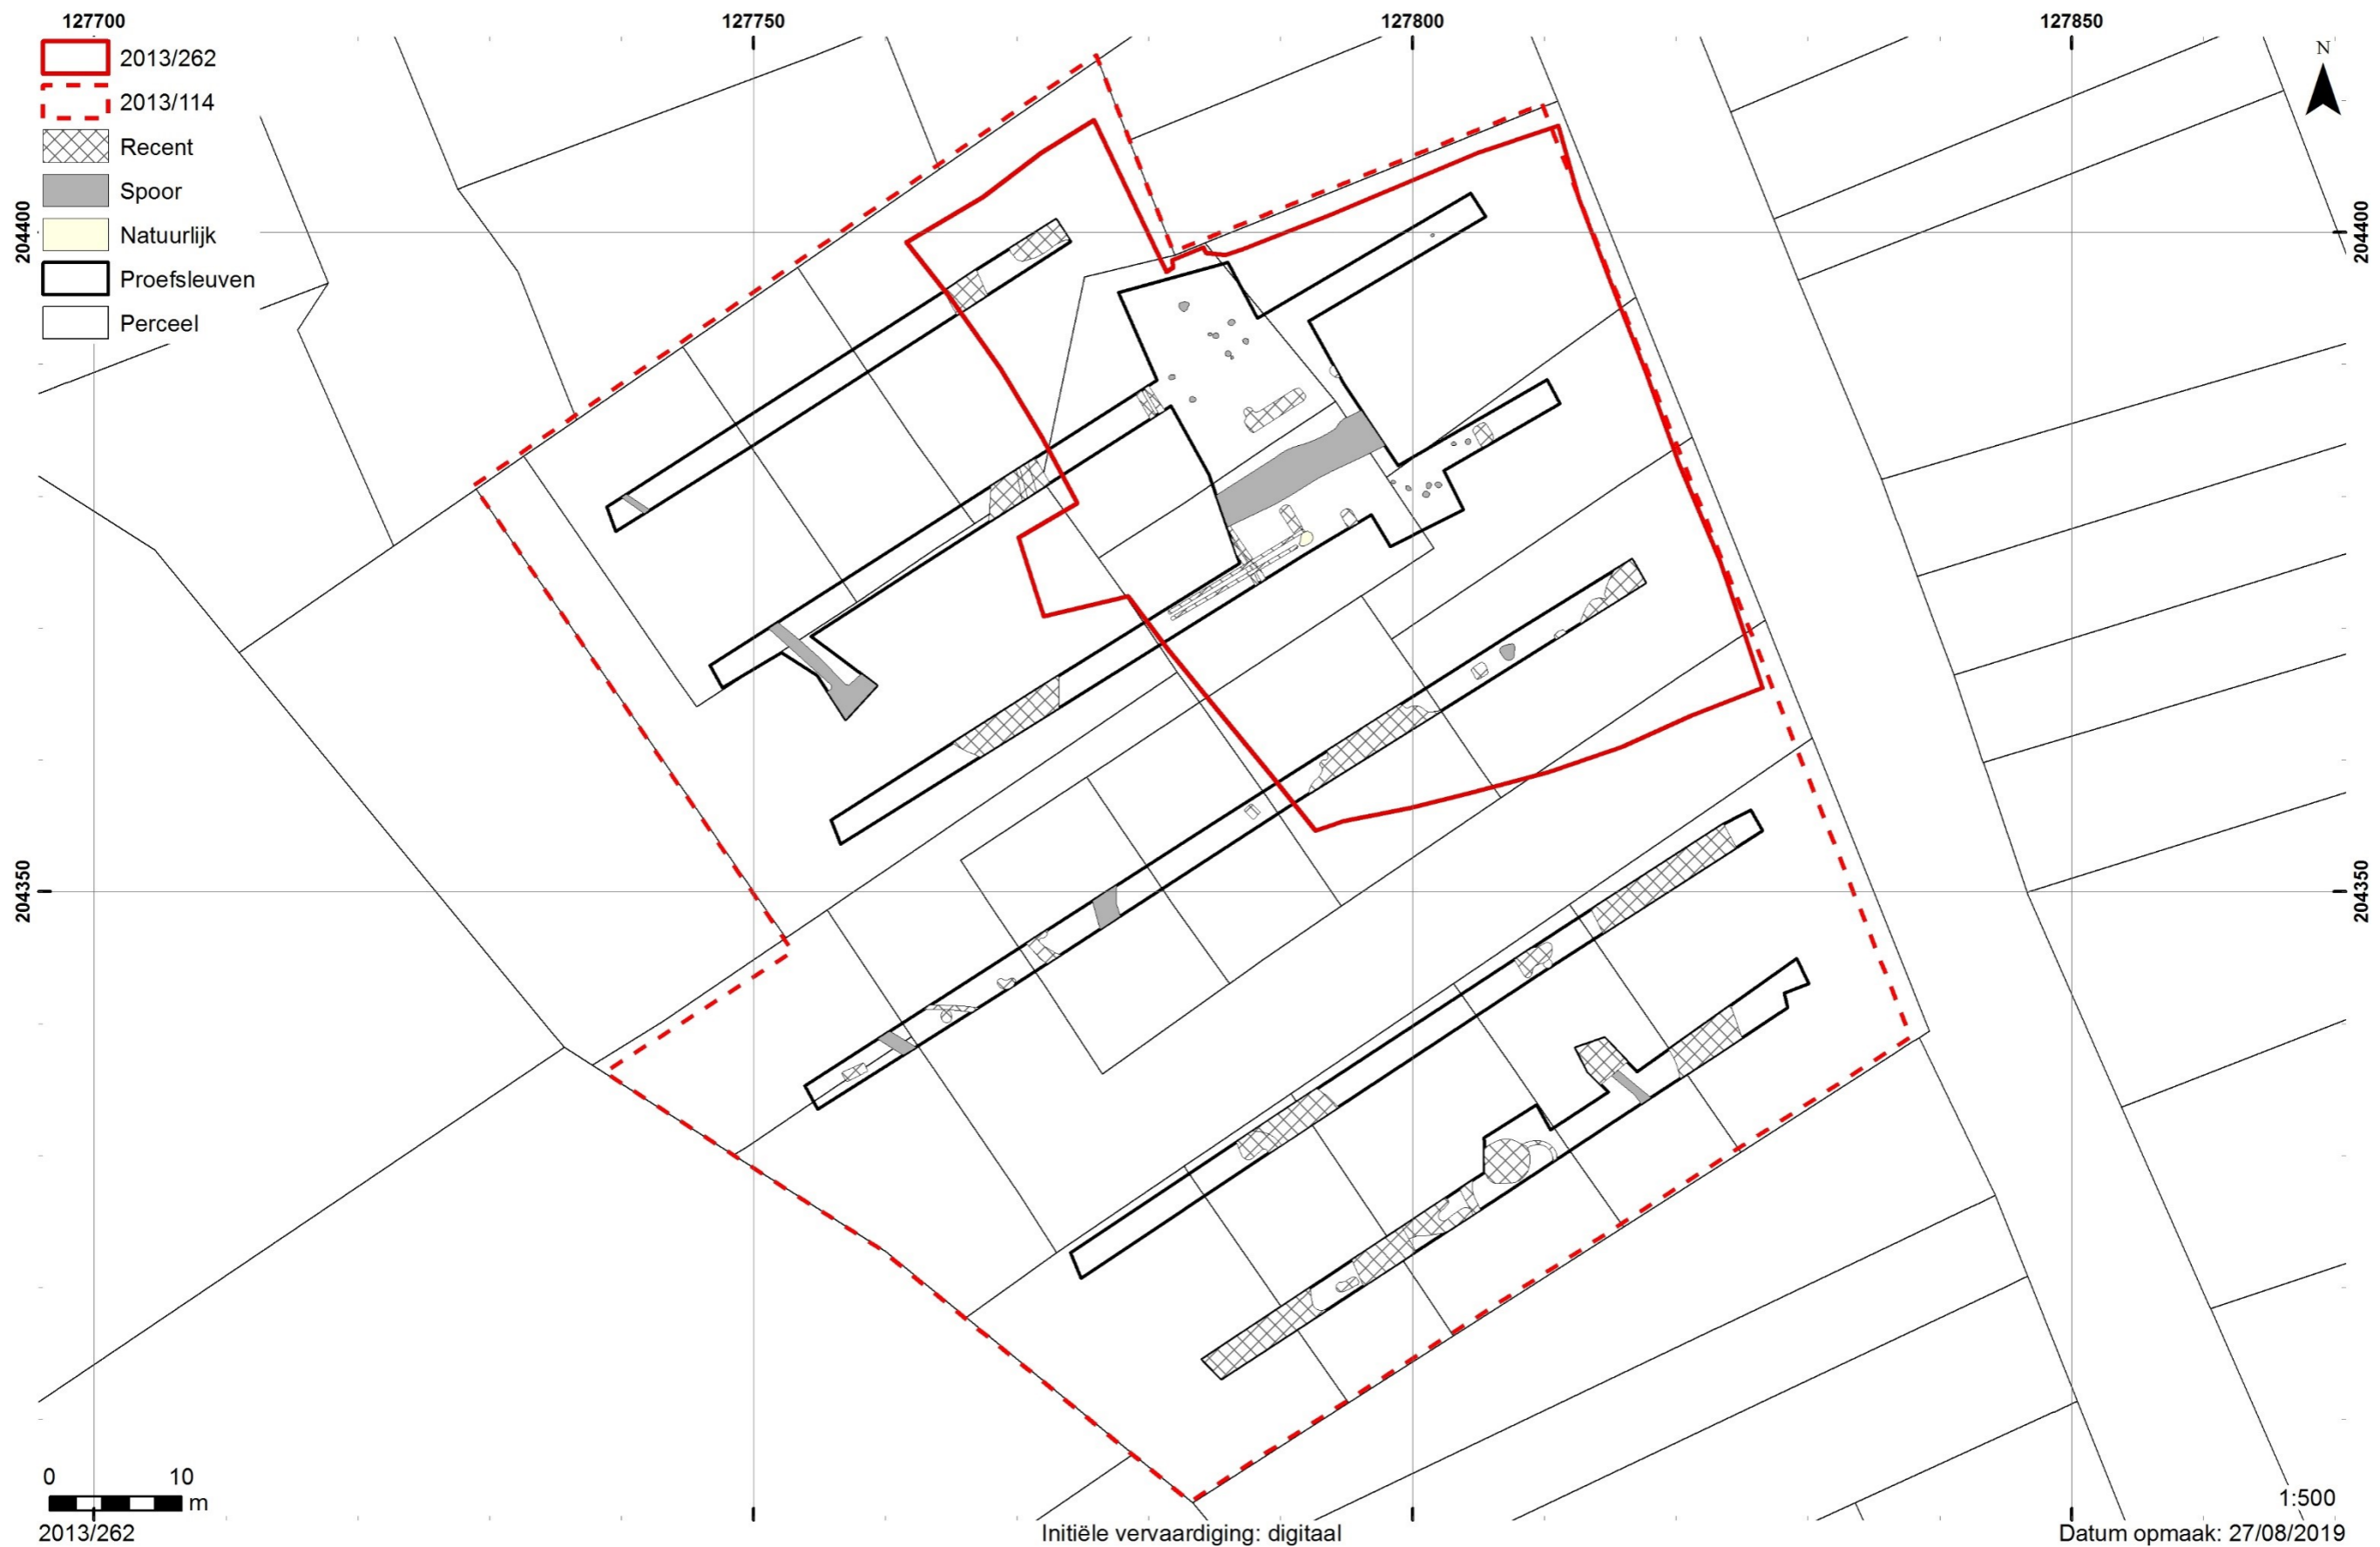 127700 127750 127800 127850
N
2013/262
2013/114
Recent
Spoor
Natuurlijk
Proefsleuven
Perceel
204400 204400
204350 204350
0 10
m
1:500
2013/262 Initiële vervaardiging: digitaal Datum opmaak: 27/08/2019